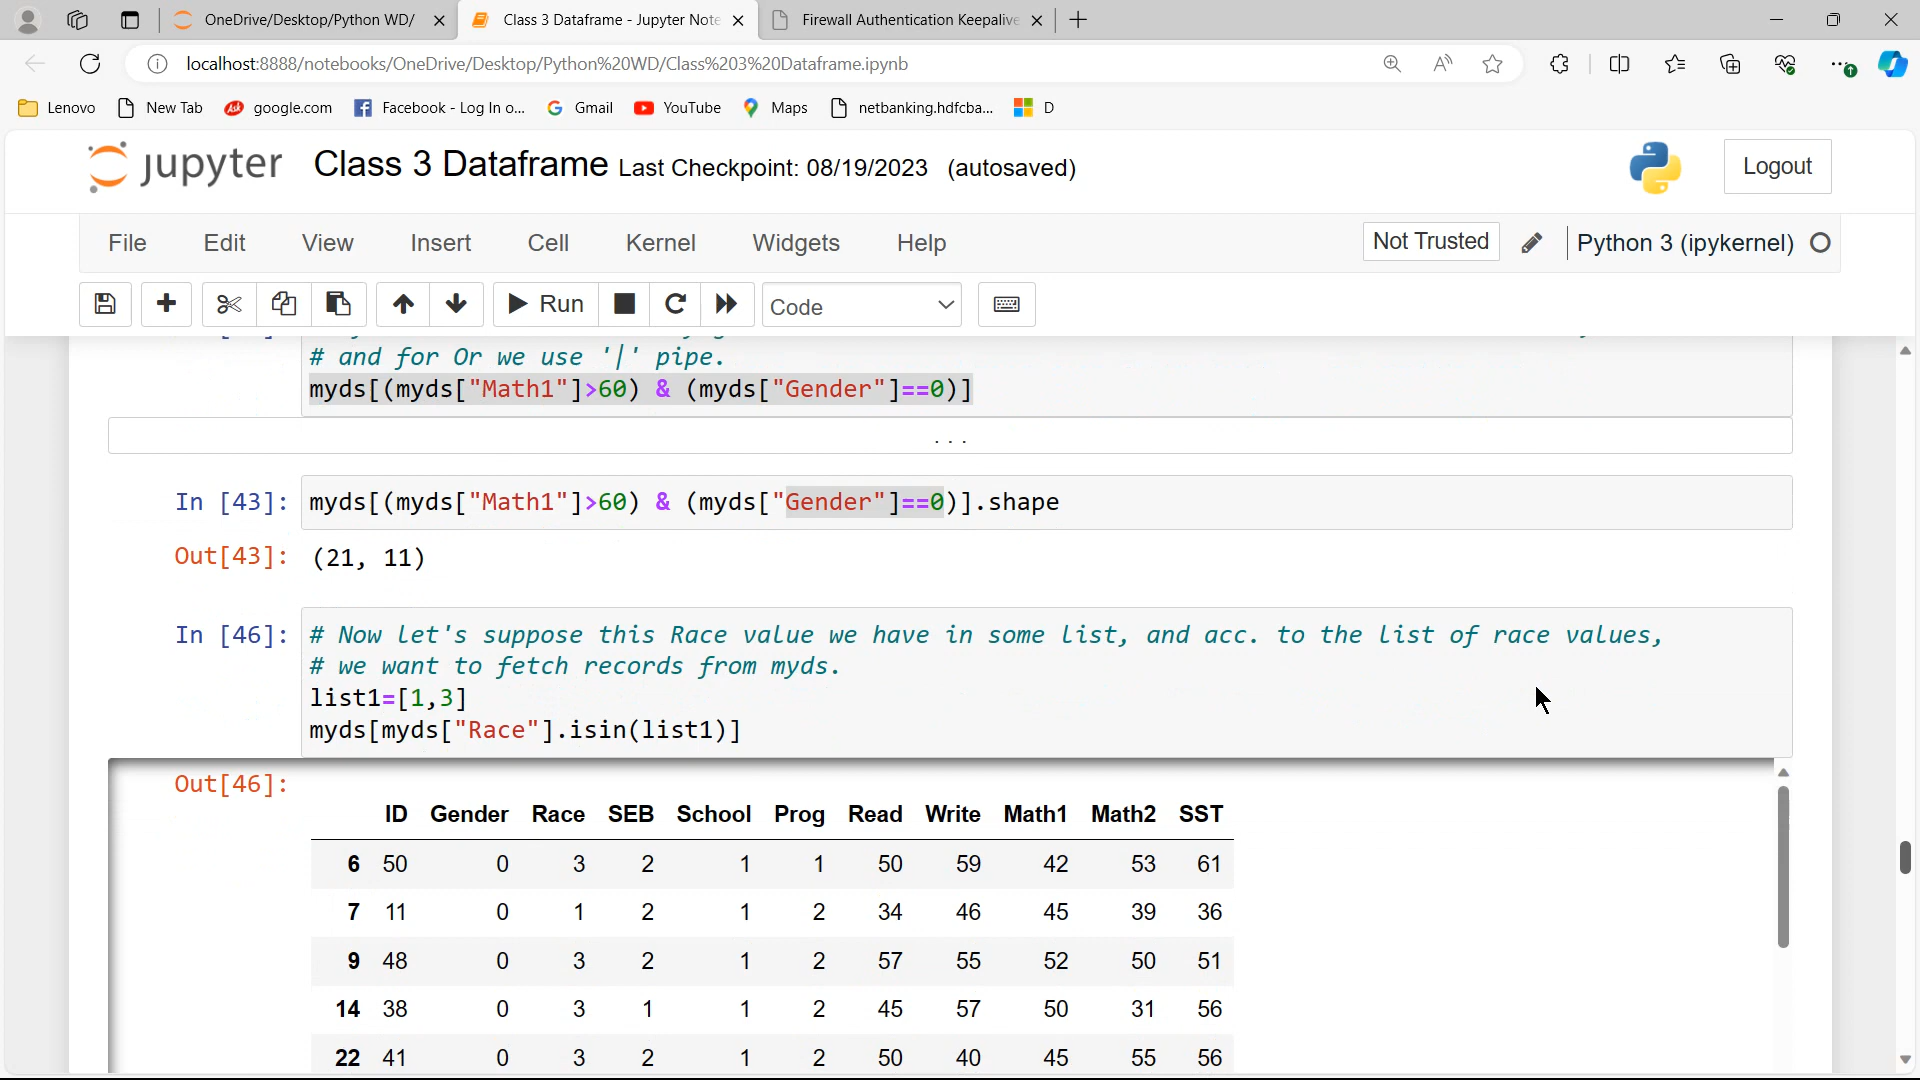 OneDrive/Desktop/Python WD/
Class 3 Dataframe - Jupyter Note
Firewall Authentication Keepalive
localhost:8888/notebooks/OneDrive/Desktop/Python%20WD/Class%203%20Dataframe.ipynb
Lenovo New Tab google.com Facebook - Log In o... Gmail YouTube Maps netbanking.hdfcba... D
jupyter Class 3 Dataframe Last Checkpoint: 08/19/2023 (autosaved) Logout
File Edit View Insert Cell Kernel Widgets Help Not Trusted Python 3 (ipykernel)
Run Code
# and for Or we use '|' pipe.
myds[(myds["Math1"]>60) & (myds["Gender"]==0)]
...
In [43]: myds[(myds["Math1"]>60) & (myds["Gender"]==0)].shape
Out[43]: (21, 11)
In [46]: # Now let's suppose this Race value we have in some list, and acc. to the list of race values,
# we want to fetch records from myds.
list1=[1,3]
myds[myds["Race"].isin(list1)]
Out[46]:
ID Gender Race SEB School Prog Read Write Math1 Math2 SST
6 50 0 3 2 1 1 50 59 42 53 61
7 11 0 1 2 1 2 34 46 45 39 36
9 48 0 3 2 1 2 57 55 52 50 51
14 38 0 3 1 1 2 45 57 50 31 56
22 41 0 3 2 1 2 50 40 45 55 56